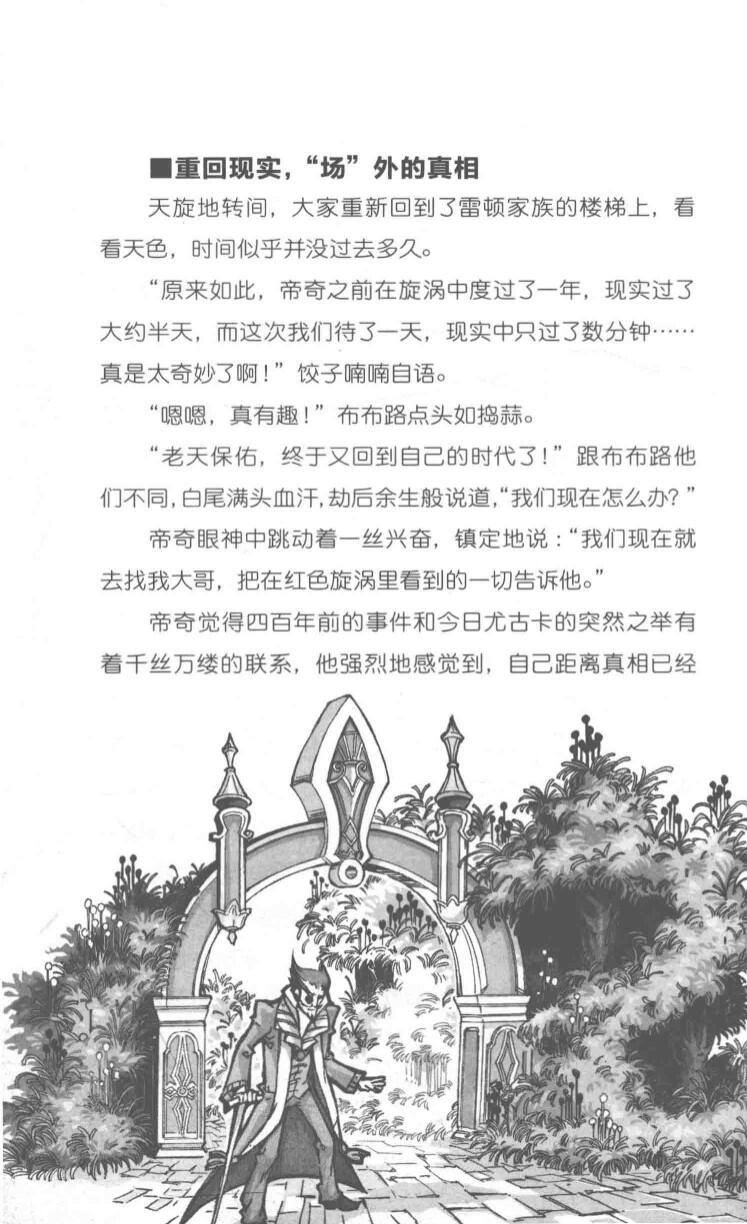 ■重回现实，“场”外的真相
天旋地转间，大家重新回到了雷顿家族的楼梯上，看
看天色，时间似乎并没过去多久。
“原来如此，帝奇之前在旋涡中度过了一年，现实过了
大约半天，而这次我们待了一天，现实中只过了数分钟……
真是太奇妙了啊！”饺子喃喃自语。
“嗯嗯，真有趣！”布布路点头如捣蒜。
“老天保佑，终于又回到自己的时代了！”跟布布路他
们不同，白尾满头血汗，劫后余生般说道，“我们现在怎么办？”
帝奇眼神中跳动着一丝兴奋，镇定地说：“我们现在就
去找我大哥，把在红色旋涡里看到的一切告诉他。”
帝奇觉得四百年前的事件和今日尤古卡的突然之举有
着千丝万缕的联系，他强烈地感觉到，自己距离真相已经